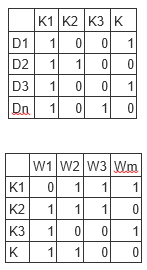 K1 K2 K3 K
D1 1 0 0 1
D2 1 1 0 0
D3 1 0 0 1
Dn 1 0 1 0
W1 W2 W3 Wm
K1 0 1 1 1
K2 1 1 1 0
K3 1 0 0 1
K 1 1 0 0